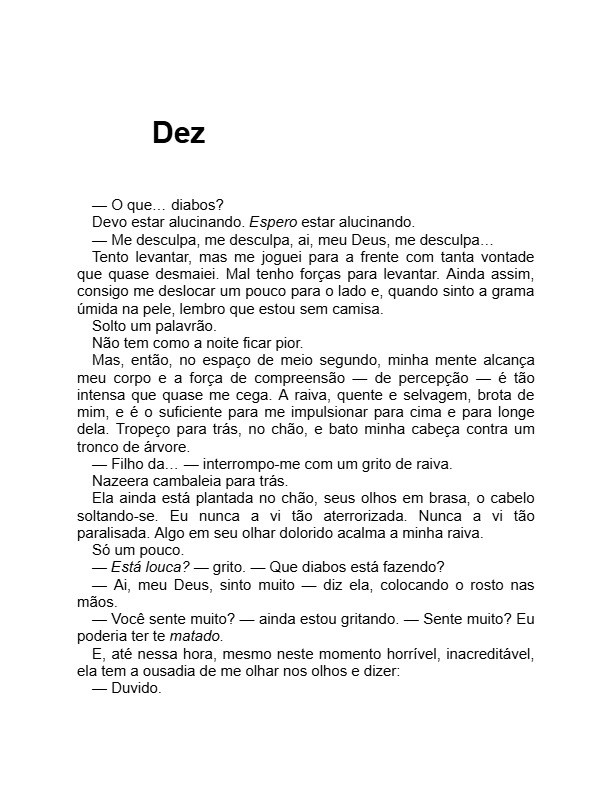 Dez
— O que… diabos?
Devo estar alucinando. Espero estar alucinando.
— Me desculpa, me desculpa, ai, meu Deus, me desculpa…
Tento levantar, mas me joguei para a frente com tanta vontade
que quase desmaiei. Mal tenho forças para levantar. Ainda assim,
consigo me deslocar um pouco para o lado e, quando sinto a grama
úmida na pele, lembro que estou sem camisa.
Solto um palavrão.
Não tem como a noite ficar pior.
Mas, então, no espaço de meio segundo, minha mente alcança
meu corpo e a força de compreensão — de percepção — é tão
intensa que quase me cega. A raiva, quente e selvagem, brota de
mim, e é o suficiente para me impulsionar para cima e para longe
dela. Tropeço para trás, no chão, e bato minha cabeça contra um
tronco de árvore.
— Filho da… — interrompo-me com um grito de raiva.
Nazeera cambaleia para trás.
Ela ainda está plantada no chão, seus olhos em brasa, o cabelo
soltando-se. Eu nunca a vi tão aterrorizada. Nunca a vi tão
paralisada. Algo em seu olhar dolorido acalma a minha raiva.
Só um pouco.
— Está louca? — grito. — Que diabos está fazendo?
— Ai, meu Deus, sinto muito — diz ela, colocando o rosto nas
mãos.
— Você sente muito? — ainda estou gritando. — Sente muito? Eu
poderia ter te matado.
E, até nessa hora, mesmo neste momento horrível, inacreditável,
ela tem a ousadia de me olhar nos olhos e dizer:
— Duvido.